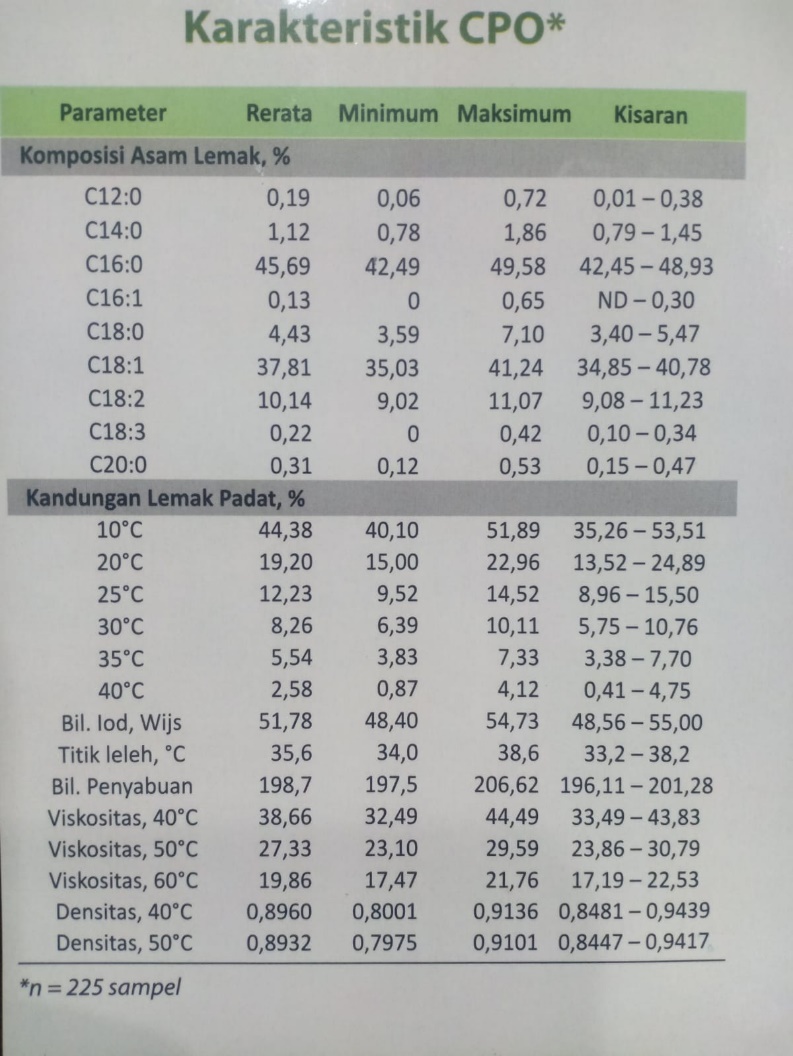 Karakteristik CPO*
Parameter Rerata Minimum Maksimum Kisaran
Komposisi Asam Lemak, %
C12:0 0,19 0,06 0,72 0,01 – 0,38
C14:0 1,12 0,78 1,86 0,79 – 1,45
C16:0 45,69 42,49 49,58 42,45 – 48,93
C16:1 0,13 0 0,65 ND – 0,30
C18:0 4,43 3,59 7,10 3,40 – 5,47
C18:1 37,81 35,03 41,24 34,85 – 40,78
C18:2 10,14 9,02 11,07 9,08 – 11,23
C18:3 0,22 0 0,42 0,10 – 0,34
C20:0 0,31 0,12 0,53 0,15 – 0,47
Kandungan Lemak Padat, %
10°C 44,38 40,10 51,89 35,26 – 53,51
20°C 19,20 15,00 22,96 13,52 – 24,89
25°C 12,23 9,52 14,52 8,96 – 15,50
30°C 8,26 6,39 10,11 5,75 – 10,76
35°C 5,54 3,83 7,33 3,38 – 7,70
40°C 2,58 0,87 4,12 0,41 – 4,75
Bil. Iod, Wijs 51,78 48,40 54,73 48,56 – 55,00
Titik leleh, °C 35,6 34,0 38,6 33,2 – 38,2
Bil. Penyabuan 198,7 197,5 206,62 196,11 – 201,28
Viskositas, 40°C 38,66 32,49 44,49 33,49 – 43,83
Viskositas, 50°C 27,33 23,10 29,59 23,86 – 30,79
Viskositas, 60°C 19,86 17,47 21,76 17,19 – 22,53
Densitas, 40°C 0,8960 0,8001 0,9136 0,8481 – 0,9439
Densitas, 50°C 0,8932 0,7975 0,9101 0,8447 – 0,9417
*n = 225 sampel